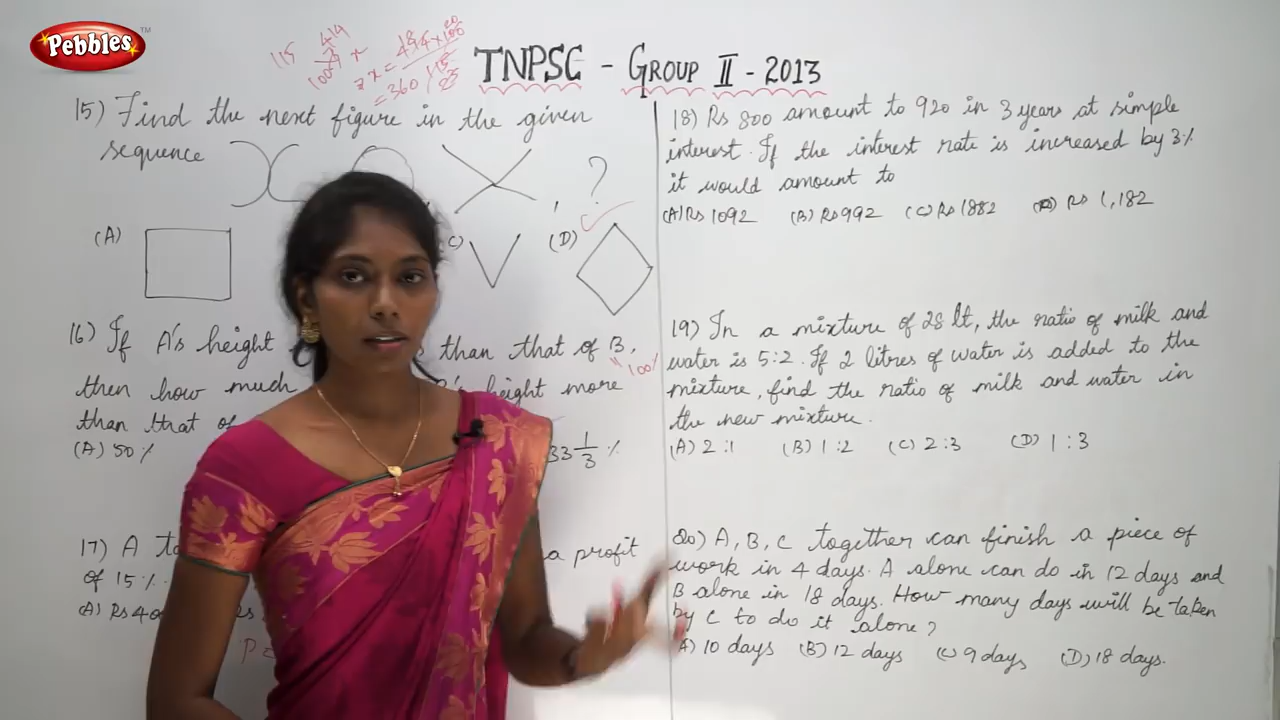 Pebbles
TM
TNPSC - GROUP II - 2013
15) Find the next figure in the given
sequence
?
(A)
(D)
16) If A's height than that of B,
100%
then how much height more
than that of
(A) 50% 33 1/3 %
17) A a profit
of 15%.
(A) Rs
18) Rs 800 amount to 920 in 3 years at simple
interest. If the interest rate is increased by 3%
it would amount to
(A) Rs 1092 (B) Rs 992 (C) Rs 1882 (D) Rs 1,182
19) In a mixture of 28 lt, the ratio of milk and
water is 5:2. If 2 litres of water is added to the
mixture, find the ratio of milk and water in
the new mixture.
(A) 2:1 (B) 1:2 (C) 2:3 (D) 1:3
20) A, B, C together can finish a piece of
work in 4 days. A alone can do in 12 days and
B alone in 18 days. How many days will be taken
by C to do it alone?
A) 10 days (B) 12 days (C) 9 days (D) 18 days.